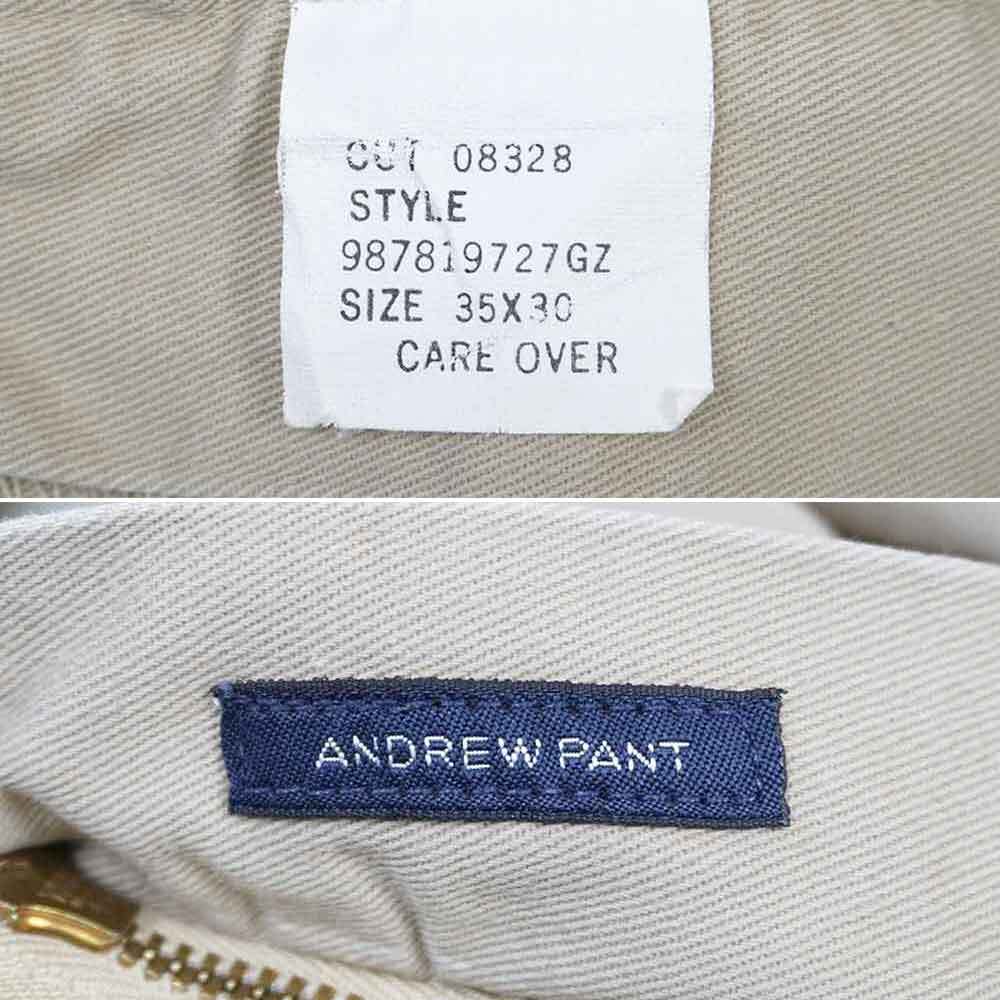 CUT 08328
STYLE
987819727GZ
SIZE 35X30
CARE OVER
ANDREW PANT